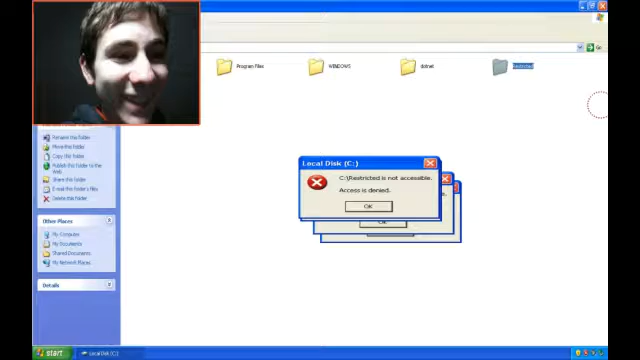 Program Files
WINDOWS
dotnet
Restricted
Go
Rename this folder
Move this folder
Copy this folder
Publish this folder to the
Web
Share this folder
E-mail this folder's files
Delete this folder
Other Places
My Computer
My Documents
Shared Documents
My Network Places
Details
Local Disk (C:)
C:\Restricted is not accessible.
Access is denied.
OK
start
Local Disk (C:)